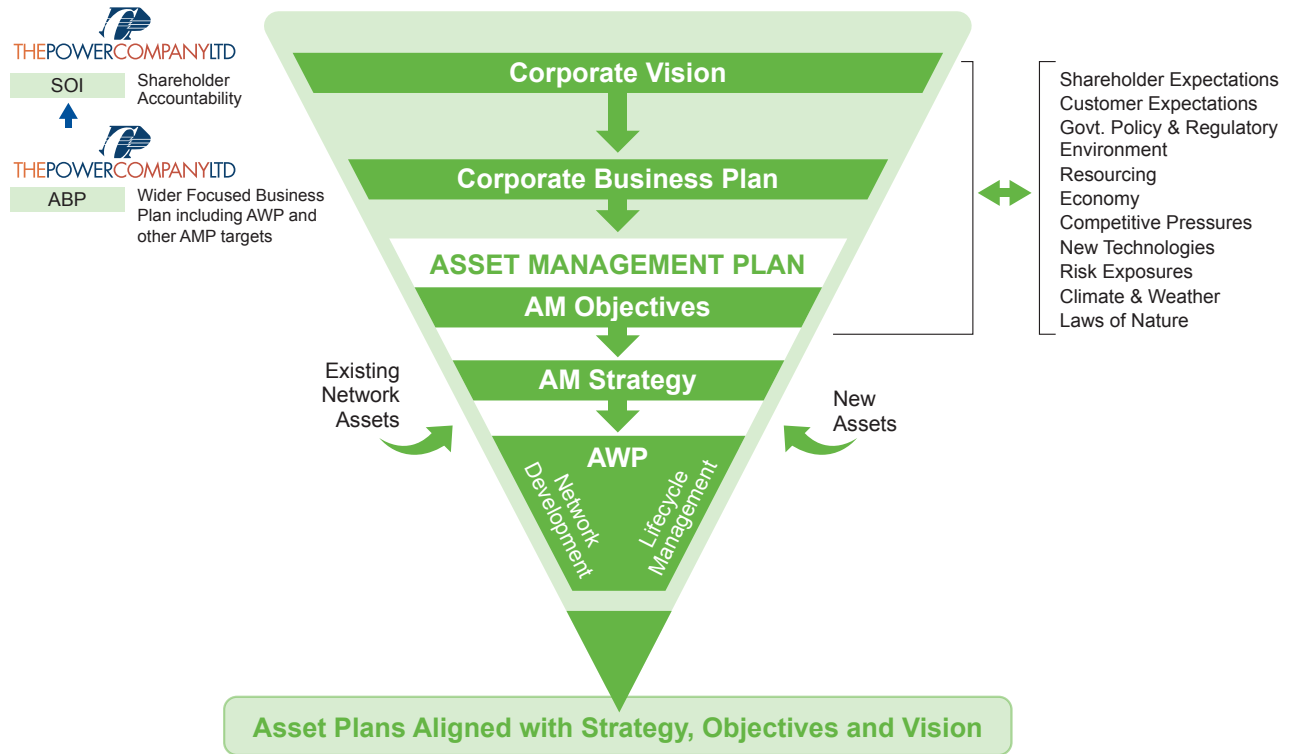 THEPOWERCOMPANYLTD
SOI
Shareholder
Accountability
THEPOWERCOMPANYLTD
ABP
Wider Focused Business
Plan including AWP and
other AMP targets
Corporate Vision
Corporate Business Plan
ASSET MANAGEMENT PLAN
AM Objectives
AM Strategy
AWP
Network
Development
Lifecycle
Management
Existing
Network
Assets
New
Assets
Shareholder Expectations
Customer Expectations
Govt. Policy & Regulatory
Environment
Resourcing
Economy
Competitive Pressures
New Technologies
Risk Exposures
Climate & Weather
Laws of Nature
Asset Plans Aligned with Strategy, Objectives and Vision